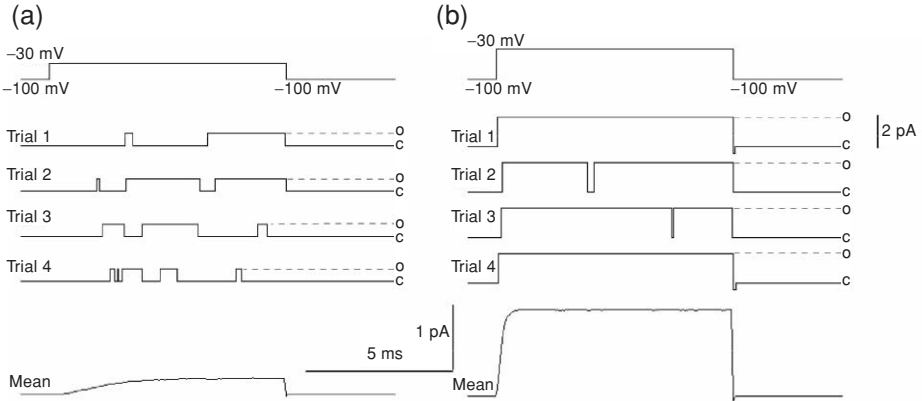 (a)
−30 mV
−100 mV
−100 mV
Trial 1
o
c
Trial 2
o
c
Trial 3
o
c
Trial 4
o
c
Mean
5 ms
1 pA
(b)
−30 mV
−100 mV
−100 mV
Trial 1
o
c
2 pA
Trial 2
o
c
Trial 3
o
c
Trial 4
o
c
Mean